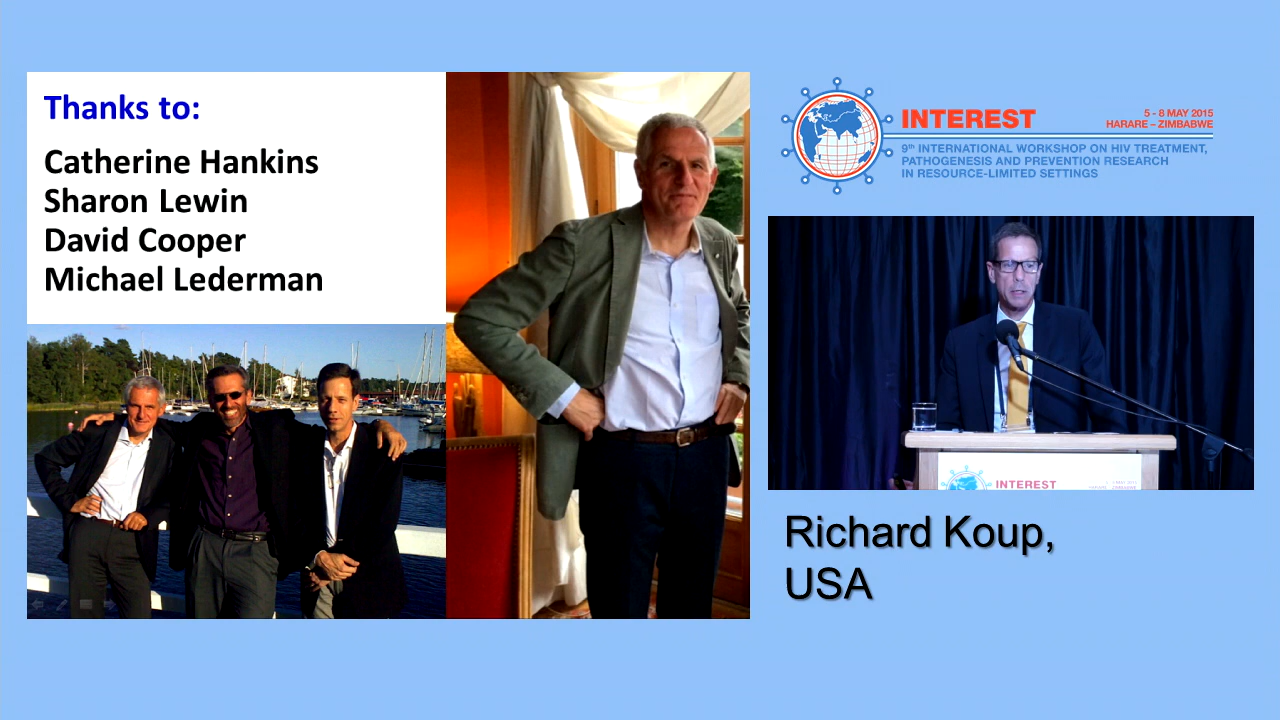 Thanks to:
Catherine Hankins
Sharon Lewin
David Cooper
Michael Lederman
INTEREST
5 - 8 MAY 2015
HARARE – ZIMBABWE
9th INTERNATIONAL WORKSHOP ON HIV TREATMENT,
PATHOGENESIS AND PREVENTION RESEARCH
IN RESOURCE-LIMITED SETTINGS
INTEREST
Richard Koup,
USA